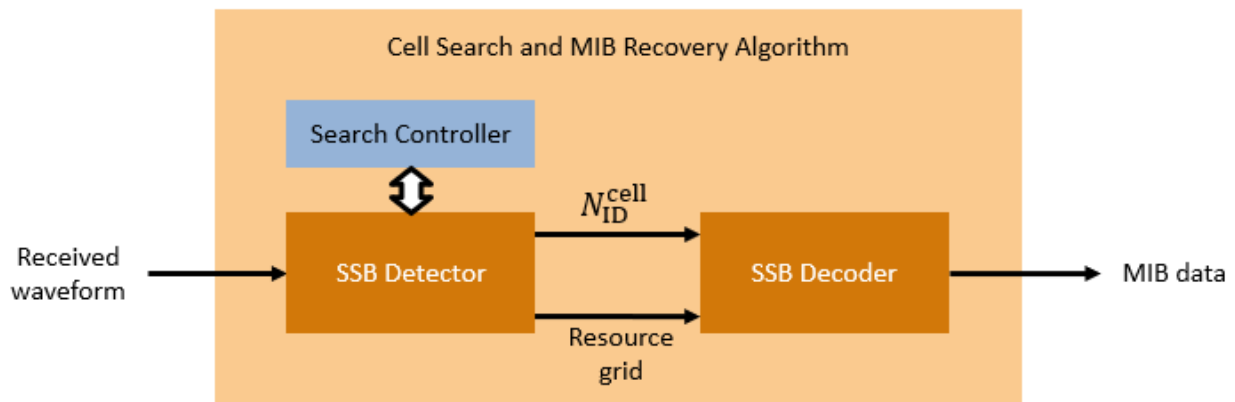 Cell Search and MIB Recovery Algorithm
Search Controller
N_ID^cell
Received
waveform
SSB Detector
SSB Decoder
MIB data
Resource
grid